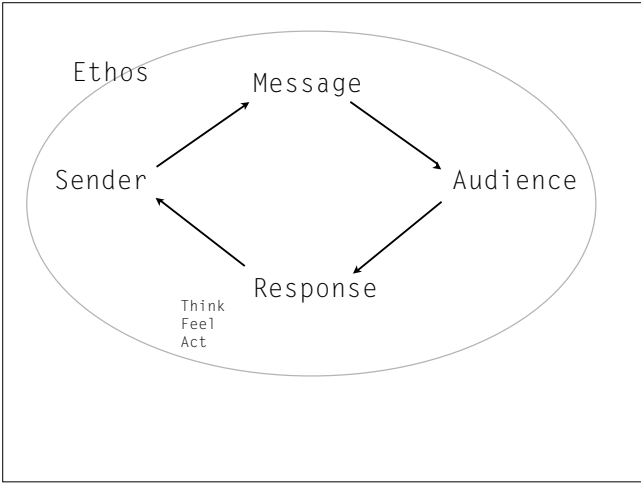 Ethos
Message
Sender
Audience
Response
Think
Feel
Act